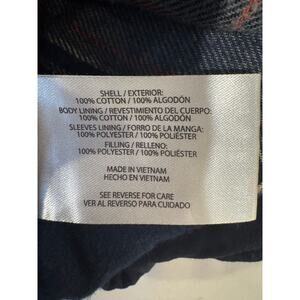 SHELL / EXTERIOR:
100% COTTON / 100% ALGODÓN
BODY LINING / REVESTIMIENTO DEL CUERPO:
100% COTTON / 100% ALGODÓN
SLEEVES LINING / FORRO DE LA MANGA:
100% POLYESTER / 100% POLIÉSTER
FILLING / RELLENO:
100% POLYESTER / 100% POLIÉSTER
MADE IN VIETNAM
HECHO EN VIETNAM
SEE REVERSE FOR CARE
VER AL REVERSO PARA CUIDADO